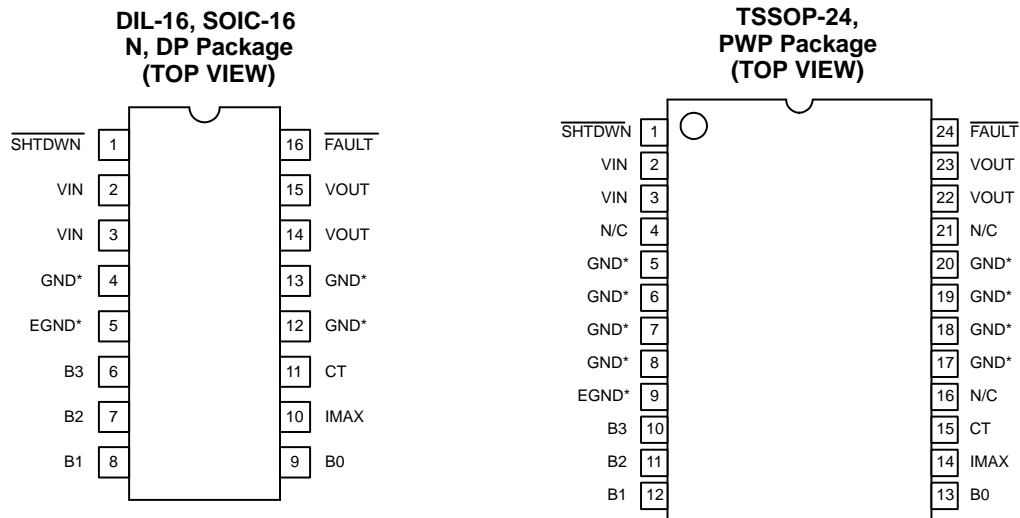 DIL-16, SOIC-16
N, DP Package
(TOP VIEW)
SHTDWN 1 16 FAULT
VIN 2 15 VOUT
VIN 3 14 VOUT
GND* 4 13 GND*
EGND* 5 12 GND*
B3 6 11 CT
B2 7 10 IMAX
B1 8 9 B0
TSSOP-24,
PWP Package
(TOP VIEW)
SHTDWN 1 24 FAULT
VIN 2 23 VOUT
VIN 3 22 VOUT
N/C 4 21 N/C
GND* 5 20 GND*
GND* 6 19 GND*
GND* 7 18 GND*
GND* 8 17 GND*
EGND* 9 16 N/C
B3 10 15 CT
B2 11 14 IMAX
B1 12 13 B0